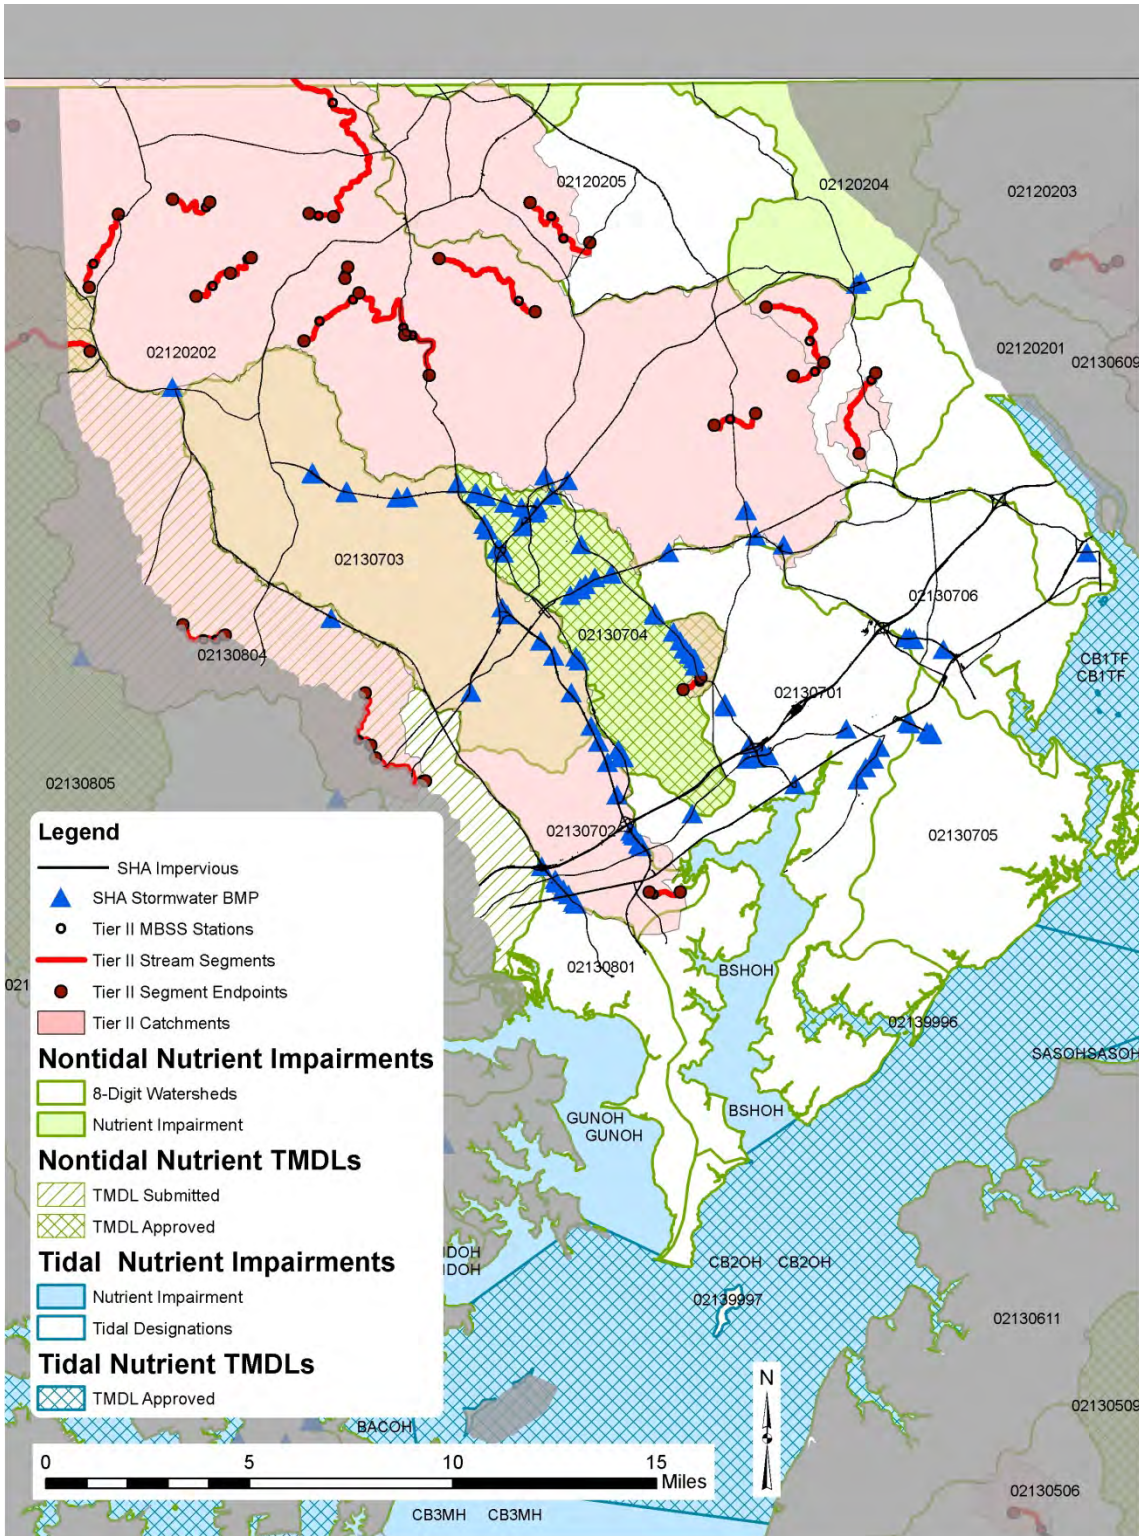 02120205
02120204
02120203
02120202
02120201
02130609
02130703
02130706
02130704
02130804
CB1TF
CB1TF
02130701
02130805
02130702
02130705
02130801
BSHOH
021
02139996
SASOHSASOH
GUNOH
GUNOH
BSHOH
CB2OH CB2OH
02139997
02130611
02130509
02130506
BACOH
CB3MH CB3MH
IDOH
IDOH
Legend
SHA Impervious
SHA Stormwater BMP
Tier II MBSS Stations
Tier II Stream Segments
Tier II Segment Endpoints
Tier II Catchments
Nontidal Nutrient Impairments
8-Digit Watersheds
Nutrient Impairment
Nontidal Nutrient TMDLs
TMDL Submitted
TMDL Approved
Tidal Nutrient Impairments
Nutrient Impairment
Tidal Designations
Tidal Nutrient TMDLs
TMDL Approved
N
0 5 10 15
Miles